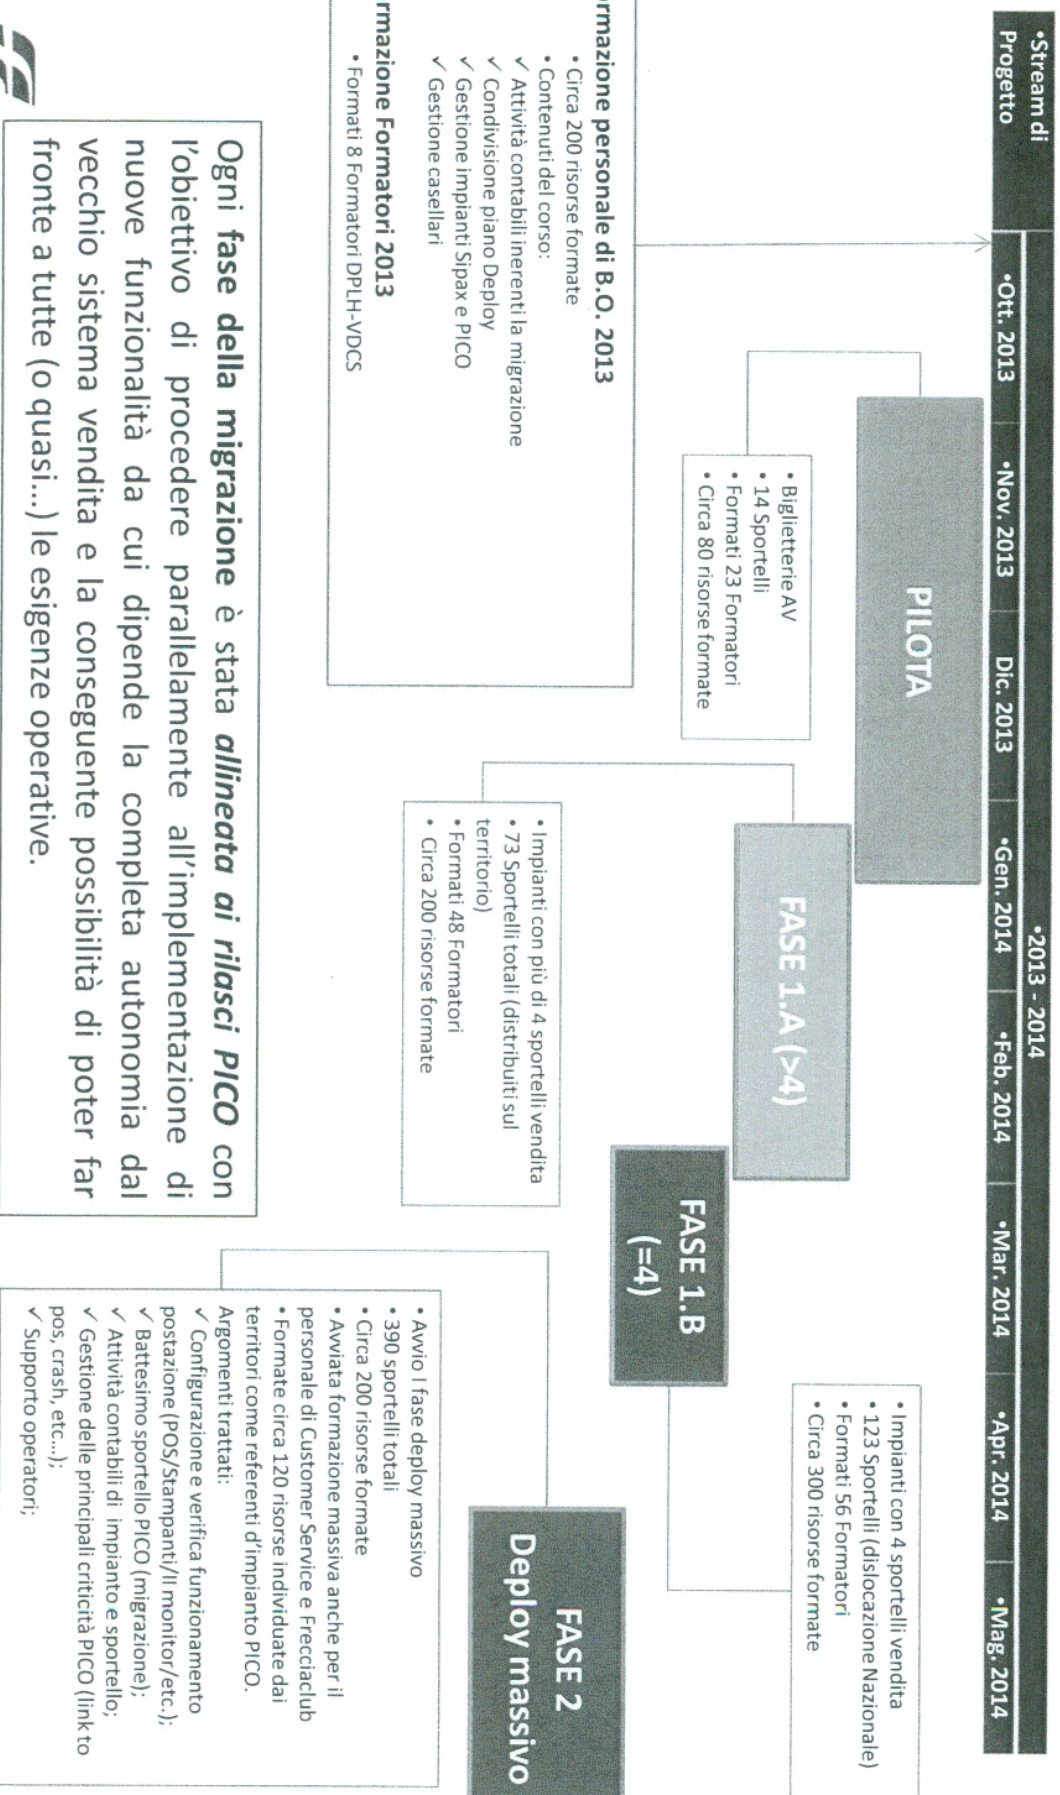 •Stream di
Progetto
•2013 - 2014
•Ott. 2013
•Nov. 2013
Dic. 2013
•Gen. 2014
•Feb. 2014
•Mar. 2014
•Apr. 2014
•Mag. 2014
PILOTA
• Biglietterie AV
• 14 Sportelli
• Formati 23 Formatori
• Circa 80 risorse formate
FASE 1.A (>4)
• Impianti con più di 4 sportelli vendita
• 73 Sportelli totali (distribuiti sul
territorio)
• Formati 48 Formatori
• Circa 200 risorse formate
FASE 1.B
(=4)
• Impianti con 4 sportelli vendita
• 123 Sportelli (dislocazione Nazionale)
• Formati 56 Formatori
• Circa 300 risorse formate
FASE 2
Deploy massivo
• Avvio I fase deploy massivo
• 390 sportelli totali
• Circa 200 risorse formate
• Avviata formazione massiva anche per il
personale di Customer Service e Frecciaclub
• Formate circa 120 risorse individuate dai
territori come referenti d'impianto PICO.
Argomenti trattati:
✓ Configurazione e verifica funzionamento
postazione (POS/Stampanti/II monitor/etc.);
✓ Battesimo sportello PICO (migrazione);
✓ Attività contabili di impianto e sportello;
✓ Gestione delle principali criticità PICO (link to
pos, crash, etc...);
✓ Supporto operatori;
rmazione personale di B.O. 2013
• Circa 200 risorse formate
• Contenuti del corso:
✓ Attività contabili inerenti la migrazione
✓ Condivisione piano Deploy
✓ Gestione impianti Sipax e PICO
✓ Gestione casellari
rmazione Formatori 2013
• Formati 8 Formatori DPLH-VDCS
Ogni fase della migrazione è stata allineata ai rilasci PICO con
l'obiettivo di procedere parallelamente all'implementazione di
nuove funzionalità da cui dipende la completa autonomia dal
vecchio sistema vendita e la conseguente possibilità di poter far
fronte a tutte (o quasi...) le esigenze operative.